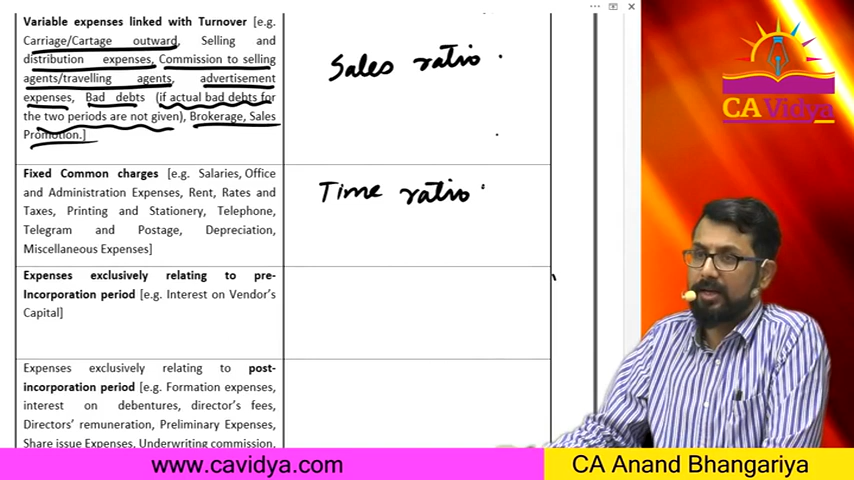 Variable expenses linked with Turnover [e.g.
Carriage/Cartage outward, Selling and
distribution expenses, Commission to selling
agents/travelling agents, advertisement
expenses, Bad debts (if actual bad debts for
the two periods are not given), Brokerage, Sales
Promotion.]
Sales ratio.
Fixed Common charges [e.g. Salaries, Office
and Administration Expenses, Rent, Rates and
Taxes, Printing and Stationery, Telephone,
Telegram and Postage, Depreciation,
Miscellaneous Expenses]
Time ratio.
Expenses exclusively relating to pre-
Incorporation period [e.g. Interest on Vendor's
Capital]
Expenses exclusively relating to post-
incorporation period [e.g. Formation expenses,
interest on debentures, director's fees,
Directors' remuneration, Preliminary Expenses,
Share issue Expenses, Underwriting commission,
CA Vidya
www.cavidya.com
CA Anand Bhangariya